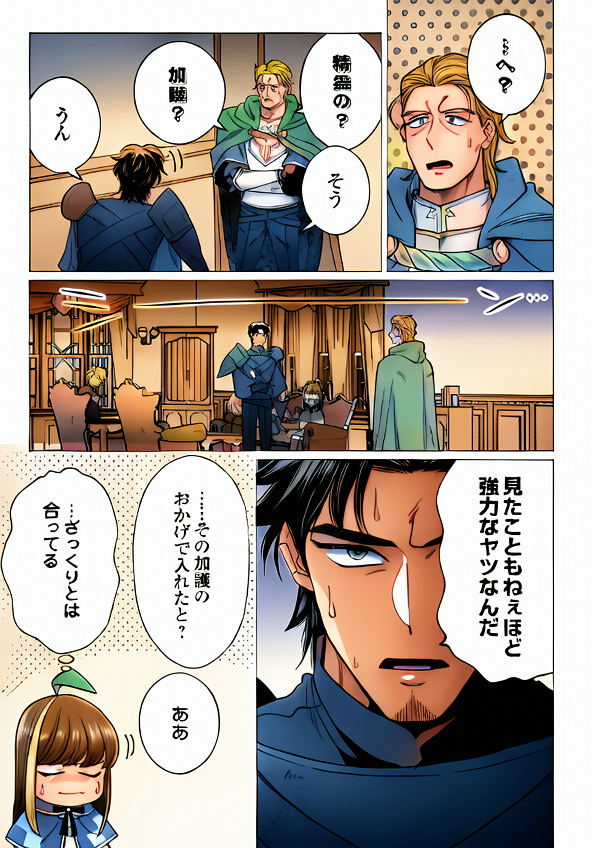 …へ?
精霊の?
そう
加護?
うん
ン…
見たこともねぇほど
強力なヤツなんだ
……その加護の
おかげで入れたと?
ああ
…ざっくりとは
合ってる